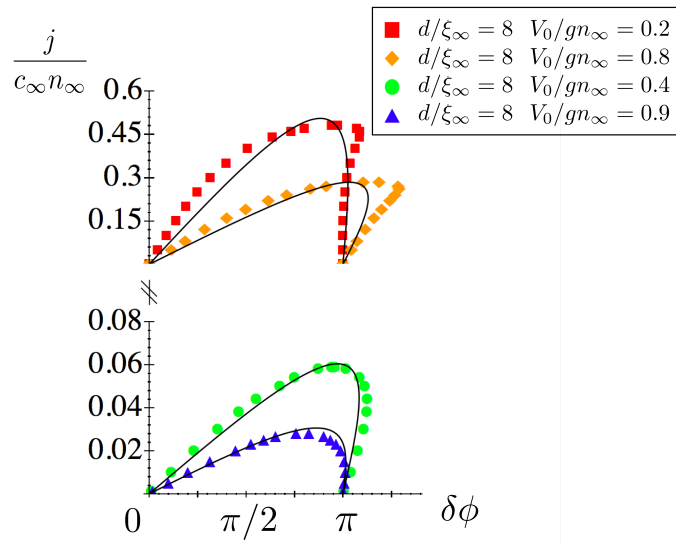 j
c∞n∞
d/ξ∞ = 8 V₀/gn∞ = 0.2
d/ξ∞ = 8 V₀/gn∞ = 0.8
d/ξ∞ = 8 V₀/gn∞ = 0.4
d/ξ∞ = 8 V₀/gn∞ = 0.9
0.6
0.45
0.3
0.15
0.08
0.06
0.04
0.02
0 π/2 π δϕ